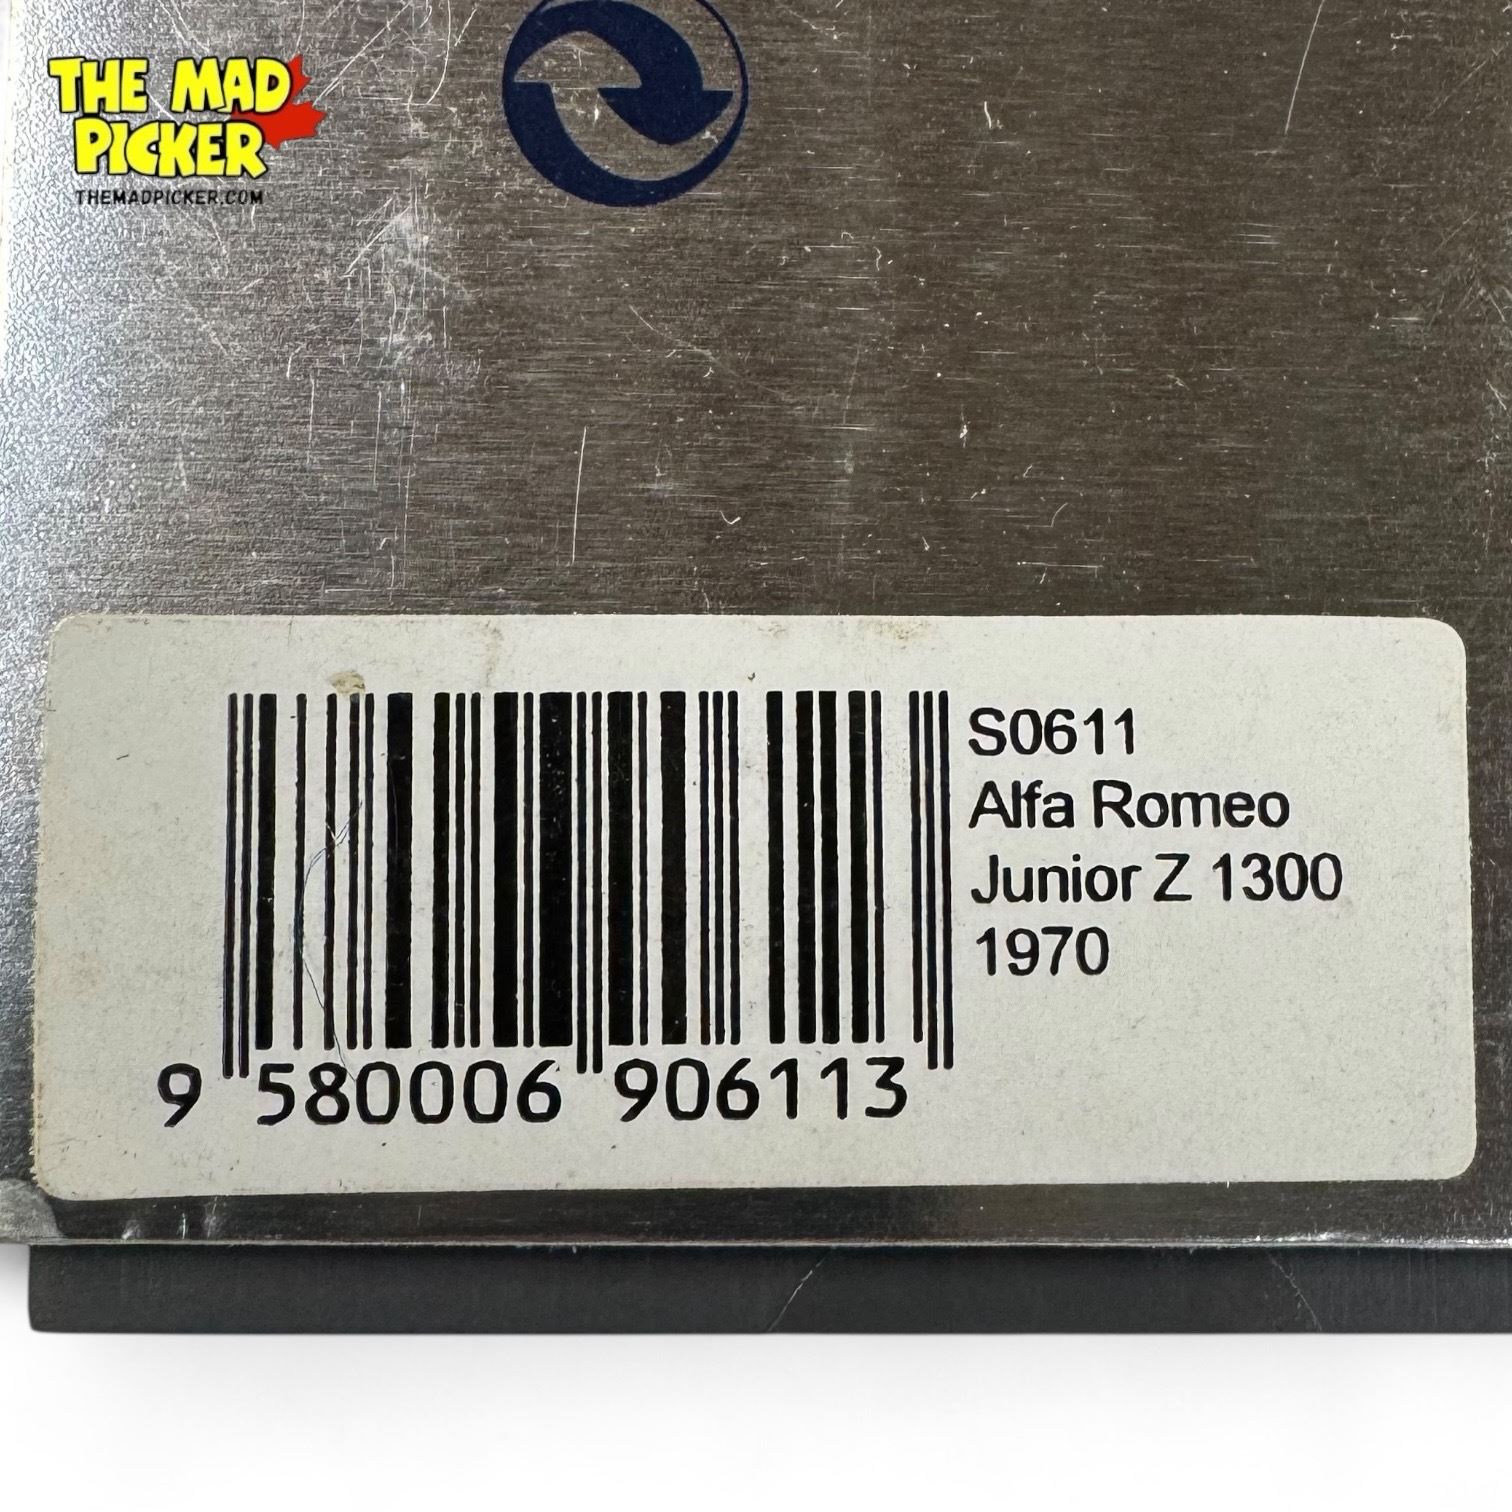 THE MAD
PICKER
THEMADPICKER.COM
S0611
Alfa Romeo
Junior Z 1300
1970
9 580006 906113